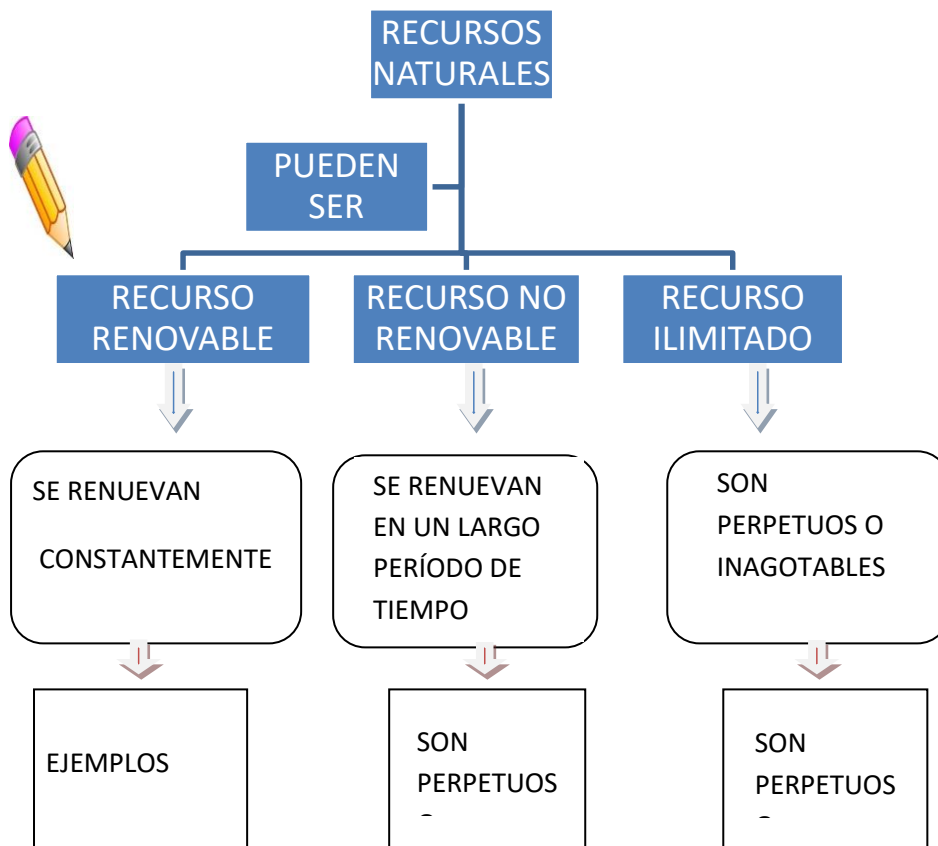 RECURSOS
NATURALES
PUEDEN
SER
RECURSO
RENOVABLE
RECURSO NO
RENOVABLE
RECURSO
ILIMITADO
SE RENUEVAN
CONSTANTEMENTE
SE RENUEVAN
EN UN LARGO
PERÍODO DE
TIEMPO
SON
PERPETUOS O
INAGOTABLES
EJEMPLOS
SON
PERPETUOS
SON
PERPETUOS